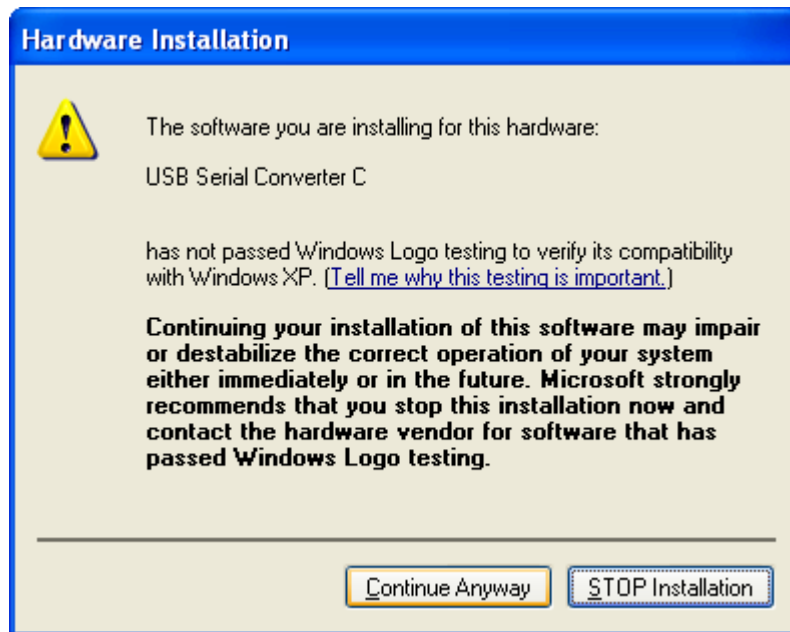 Hardware Installation
The software you are installing for this hardware:
USB Serial Converter C
has not passed Windows Logo testing to verify its compatibility
with Windows XP. (Tell me why this testing is important.)
Continuing your installation of this software may impair
or destabilize the correct operation of your system
either immediately or in the future. Microsoft strongly
recommends that you stop this installation now and
contact the hardware vendor for software that has
passed Windows Logo testing.
Continue Anyway
STOP Installation